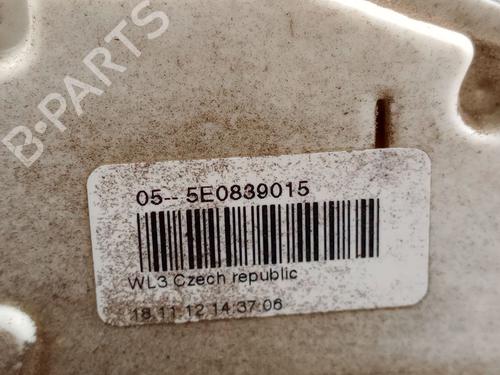 B-PARTS
05-- 5E0839015
WL3 Czech republic
18.11.12 14:37:06